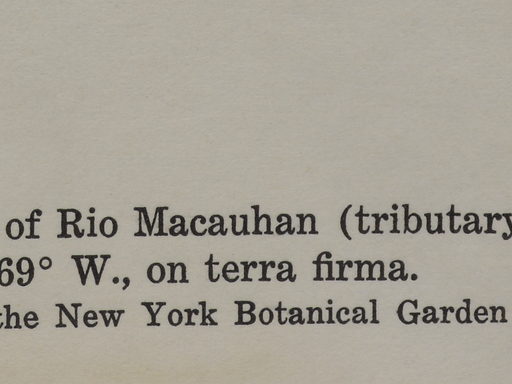 of Rio Macauhan (tributary
69° W., on terra firma.
the New York Botanical Garden